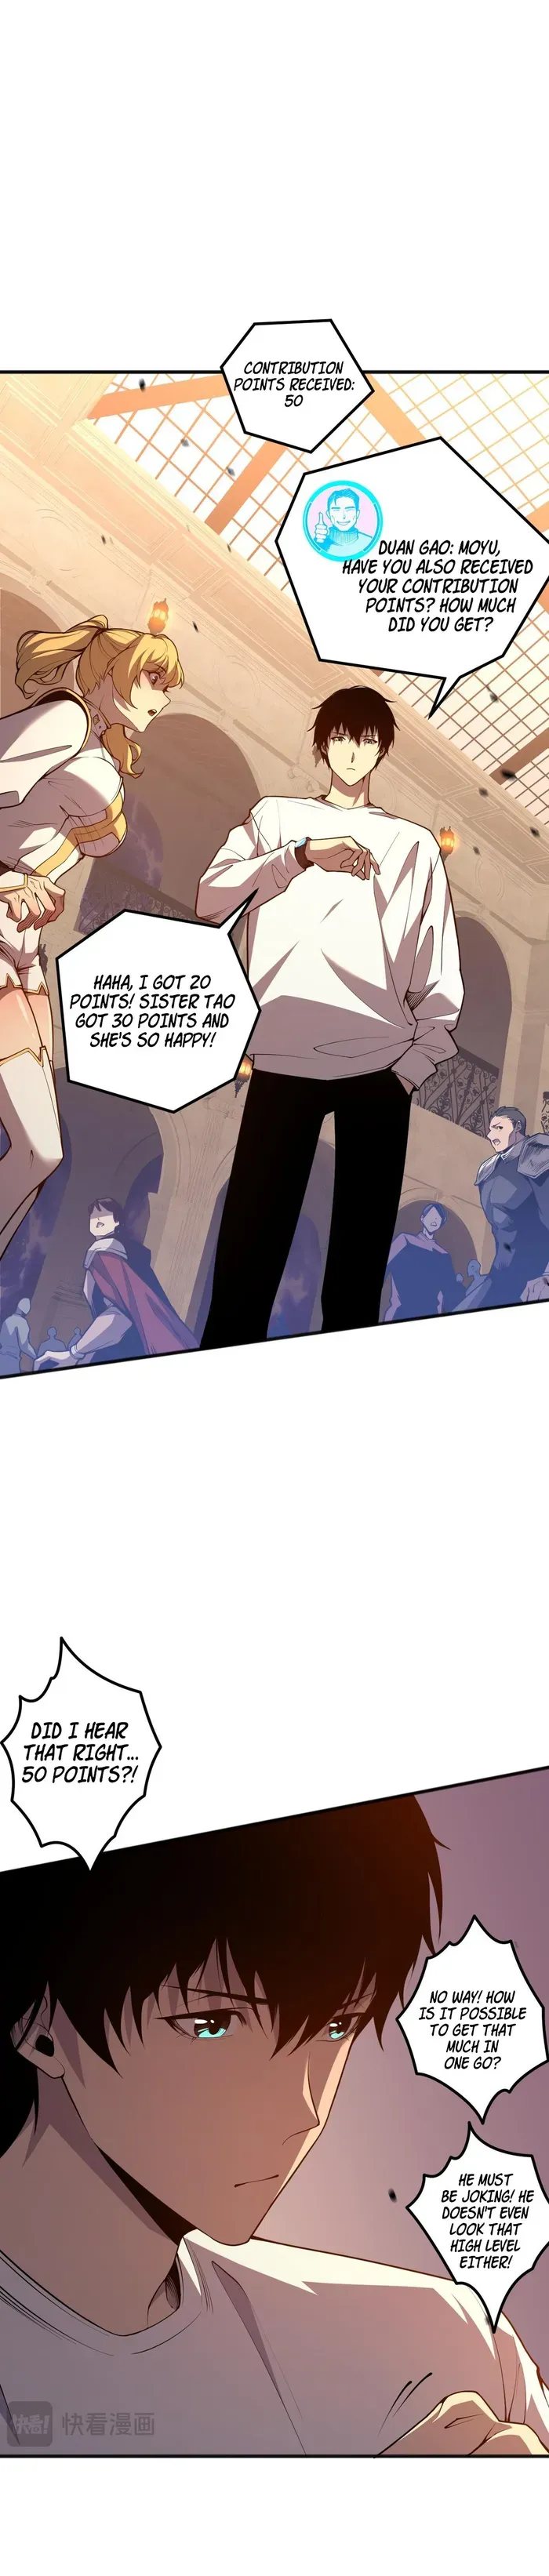 CONTRIBUTION
POINTS RECEIVED:
50
DUAN GAO: MOYU,
HAVE YOU ALSO RECEIVED
YOUR CONTRIBUTION
POINTS? HOW MUCH
DID YOU GET?
HAHA, I GOT 20
POINTS! SISTER TAO
GOT 30 POINTS AND
SHE'S SO HAPPY!
DID I HEAR
THAT RIGHT...
50 POINTS?!
NO WAY! HOW
IS IT POSSIBLE
TO GET THAT
MUCH IN
ONE GO?
HE MUST
BE JOKING! HE
DOESN'T EVEN
LOOK THAT
HIGH LEVEL
EITHER!
快看! 快看漫画